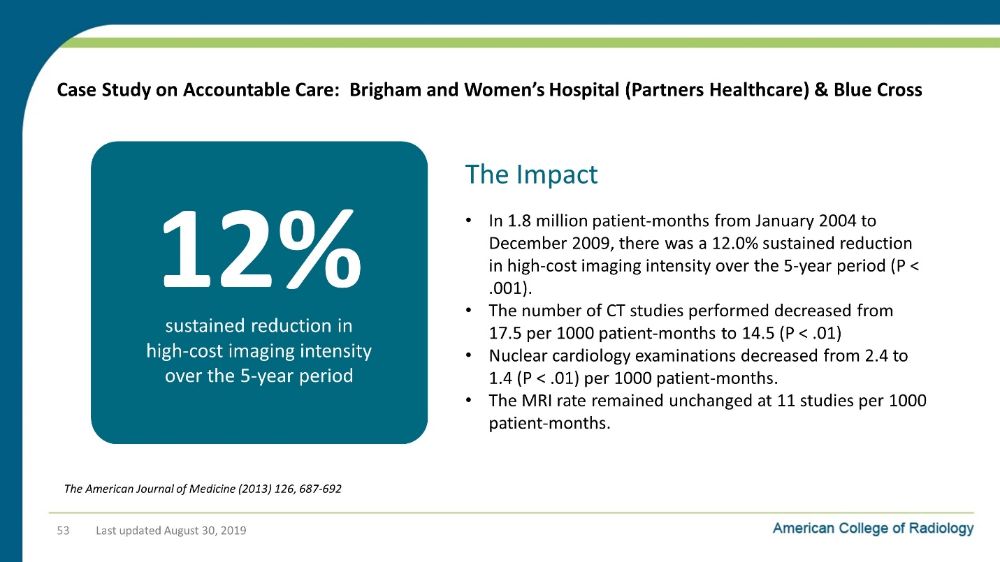 Case Study on Accountable Care:  Brigham and Women’s Hospital (Partners Healthcare) & Blue Cross
12%
sustained reduction in
high-cost imaging intensity
over the 5-year period
The Impact
• In 1.8 million patient-months from January 2004 to
December 2009, there was a 12.0% sustained reduction
in high-cost imaging intensity over the 5-year period (P <
.001).
• The number of CT studies performed decreased from
17.5 per 1000 patient-months to 14.5 (P < .01)
• Nuclear cardiology examinations decreased from 2.4 to
1.4 (P < .01) per 1000 patient-months.
• The MRI rate remained unchanged at 11 studies per 1000
patient-months.
The American Journal of Medicine (2013) 126, 687-692
53 Last updated August 30, 2019
American College of Radiology